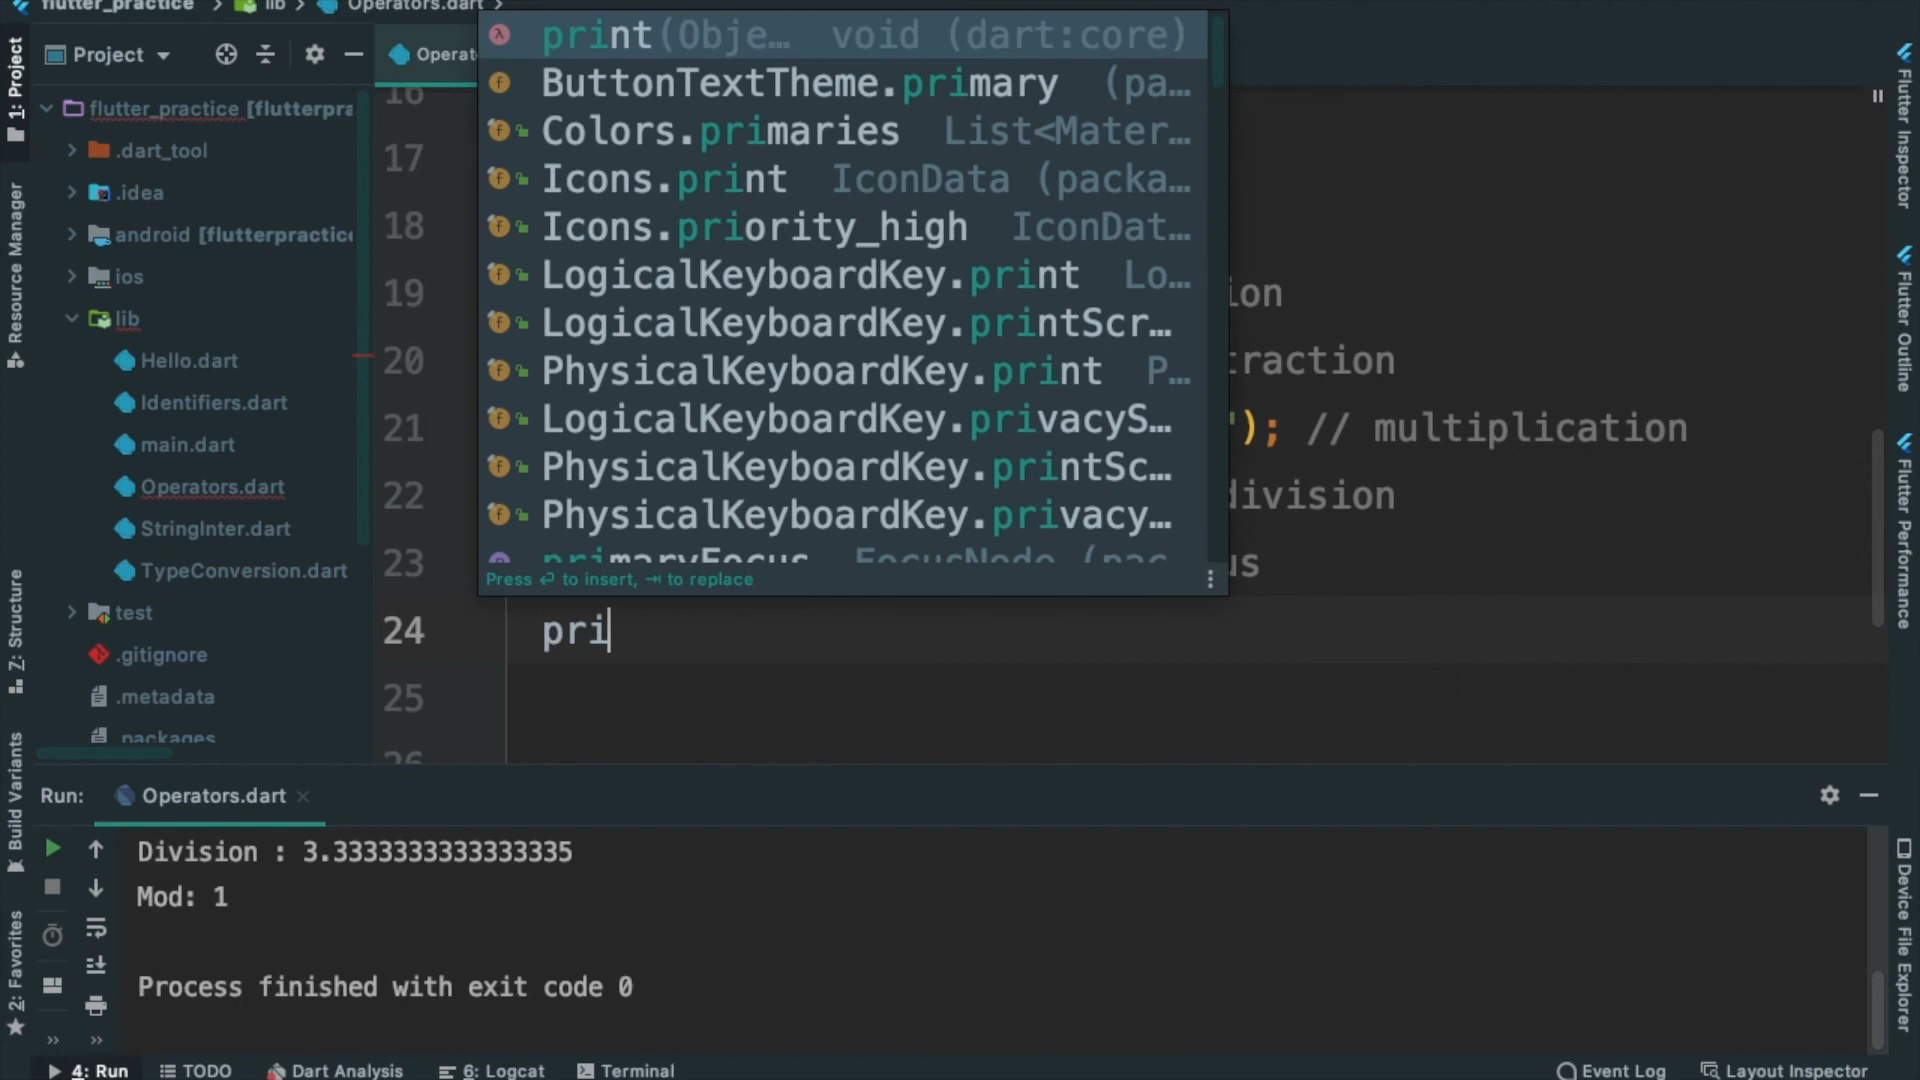 flutter_practice > lib > Operators.dart >
Project
Operato
1: Project
Resource Manager
Z: Structure
Build Variants
2: Favorites
flutter_practice [flutterpra
.dart_tool
.idea
android [flutterpractice
ios
lib
Hello.dart
Identifiers.dart
main.dart
Operators.dart
StringInter.dart
TypeConversion.dart
test
.gitignore
.metadata
.packages
print(Obje… void (dart:core)
ButtonTextTheme.primary (pa…
Colors.primaries List<Mater…
Icons.print IconData (packa…
Icons.priority_high IconDat…
LogicalKeyboardKey.print Lo…
LogicalKeyboardKey.printScr…
PhysicalKeyboardKey.print P…
LogicalKeyboardKey.privacyS…
PhysicalKeyboardKey.printSc…
PhysicalKeyboardKey.privacy…
primaryFocus FocusNode (pac
Press ↵ to insert, ⇥ to replace
16
17
18
19 ion
20 traction
21 "); // multiplication
22 division
23 us
24 pri
25
26
Flutter Inspector
Flutter Outline
Flutter Performance
Device File Explorer
Run: Operators.dart
Division : 3.3333333333333335
Mod: 1
Process finished with exit code 0
4: Run TODO Dart Analysis 6: Logcat Terminal Event Log Layout Inspector